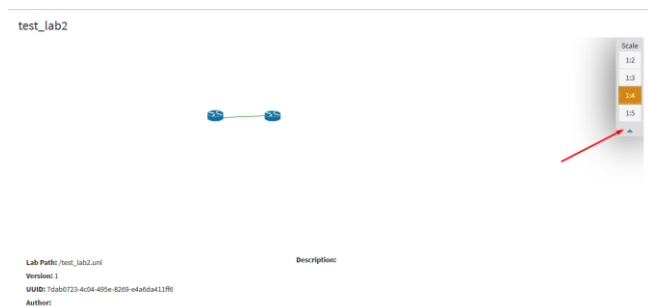 test_lab2
Scale
1:2
1:3
1:4
1:5
Lab Path: /test_lab2.unl
Description:
Version: 1
UUID: 7dab0723-4c04-495e-8269-e4a6da411ff6
Author: